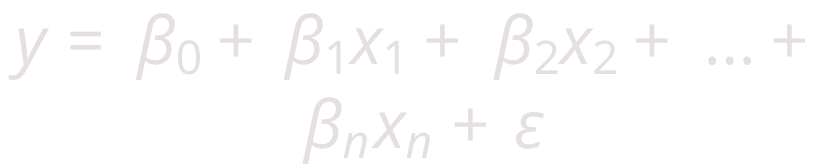 y = β₀ + β₁x₁ + β₂x₂ + ... +
βₙxₙ + ε